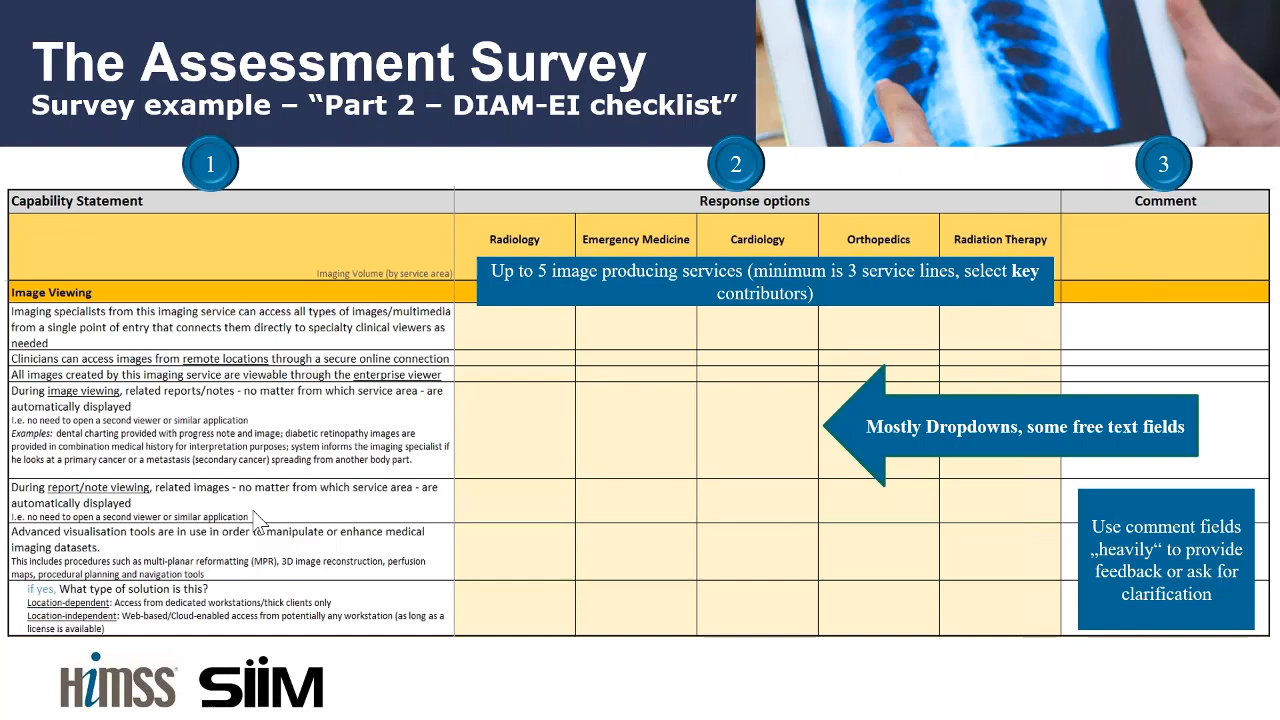 The Assessment Survey
Survey example – “Part 2 – DIAM-EI checklist”
1
2
3
Capability Statement
Response options
Comment
Radiology
Emergency Medicine
Cardiology
Orthopedics
Radiation Therapy
Imaging Volume (by service area)
Up to 5 image producing services (minimum is 3 service lines, select key
contributors)
Image Viewing
Imaging specialists from this imaging service can access all types of images/multimedia
from a single point of entry that connects them directly to specialty clinical viewers as
needed
Clinicians can access images from remote locations through a secure online connection
All images created by this imaging service are viewable through the enterprise viewer
During image viewing, related reports/notes - no matter from which service area - are
automatically displayed
I.e. no need to open a second viewer or similar application
Examples: dental charting provided with progress note and image; diabetic retinopathy images are
provided in combination medical history for interpretation purposes; system informs the imaging specialist if
he looks at a primary cancer or a metastasis (secondary cancer) spreading from another body part.
Mostly Dropdowns, some free text fields
During report/note viewing, related images - no matter from which service area - are
automatically displayed
I.e. no need to open a second viewer or similar application
Advanced visualisation tools are in use in order to manipulate or enhance medical
imaging datasets.
This includes procedures such as multi-planar reformatting (MPR), 3D image reconstruction, perfusion
maps, procedural planning and navigation tools
if yes, What type of solution is this?
Location-dependent: Access from dedicated workstations/thick clients only
Location-independent: Web-based/Cloud-enabled access from potentially any workstation (as long as a
license is available)
Use comment fields
„heavily“ to provide
feedback or ask for
clarification
HiMSS
SiiM